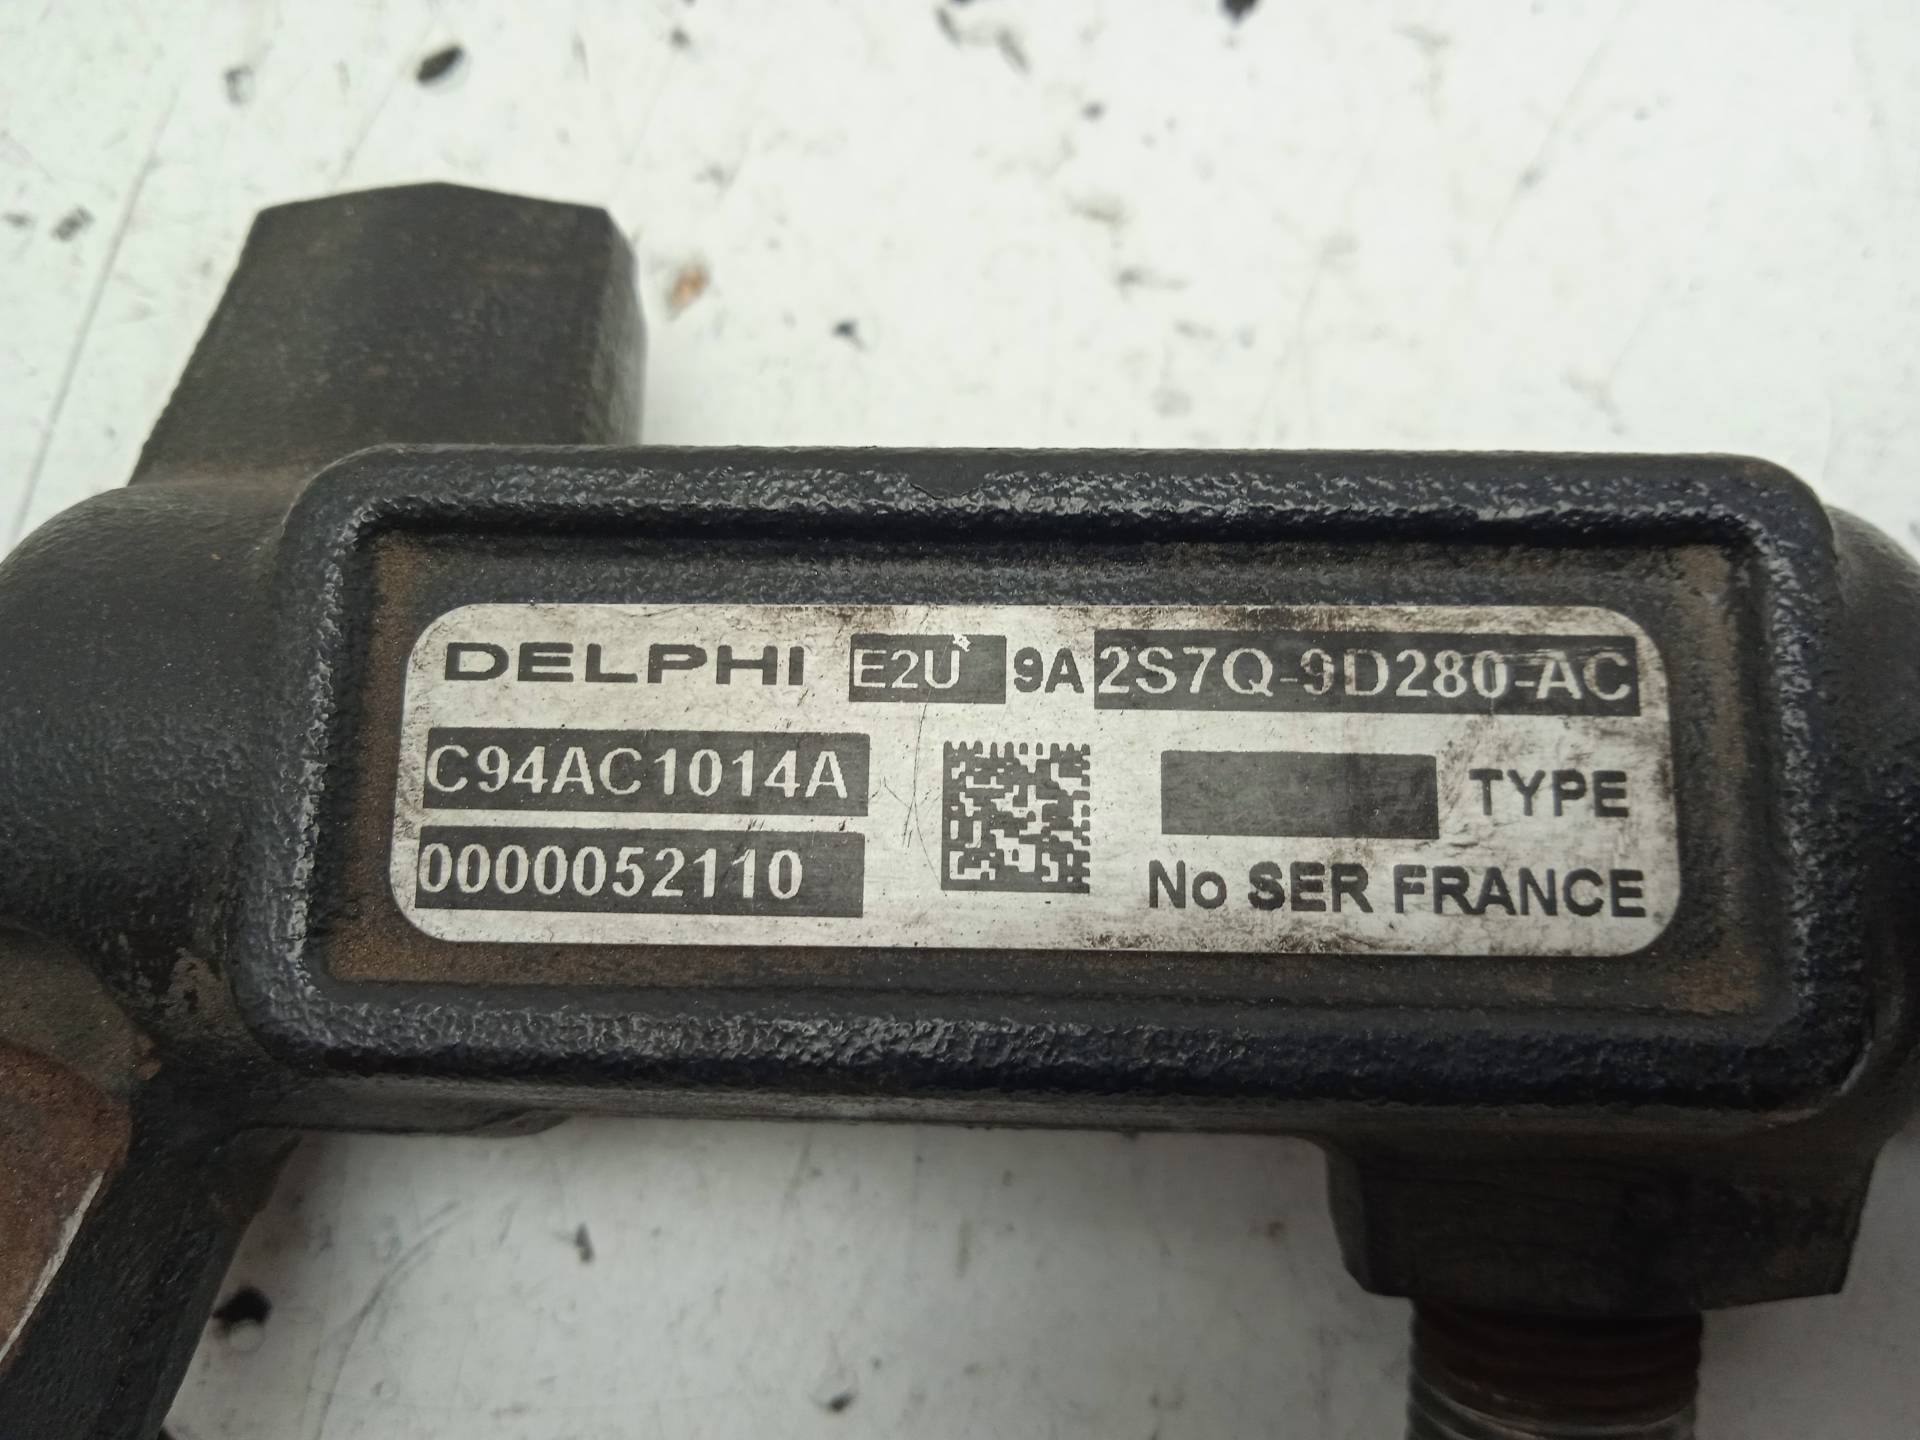 DELPHI E2U 9A 2S7Q-9D280-AC
C94AC1014A
TYPE
0000052110
No SER FRANCE